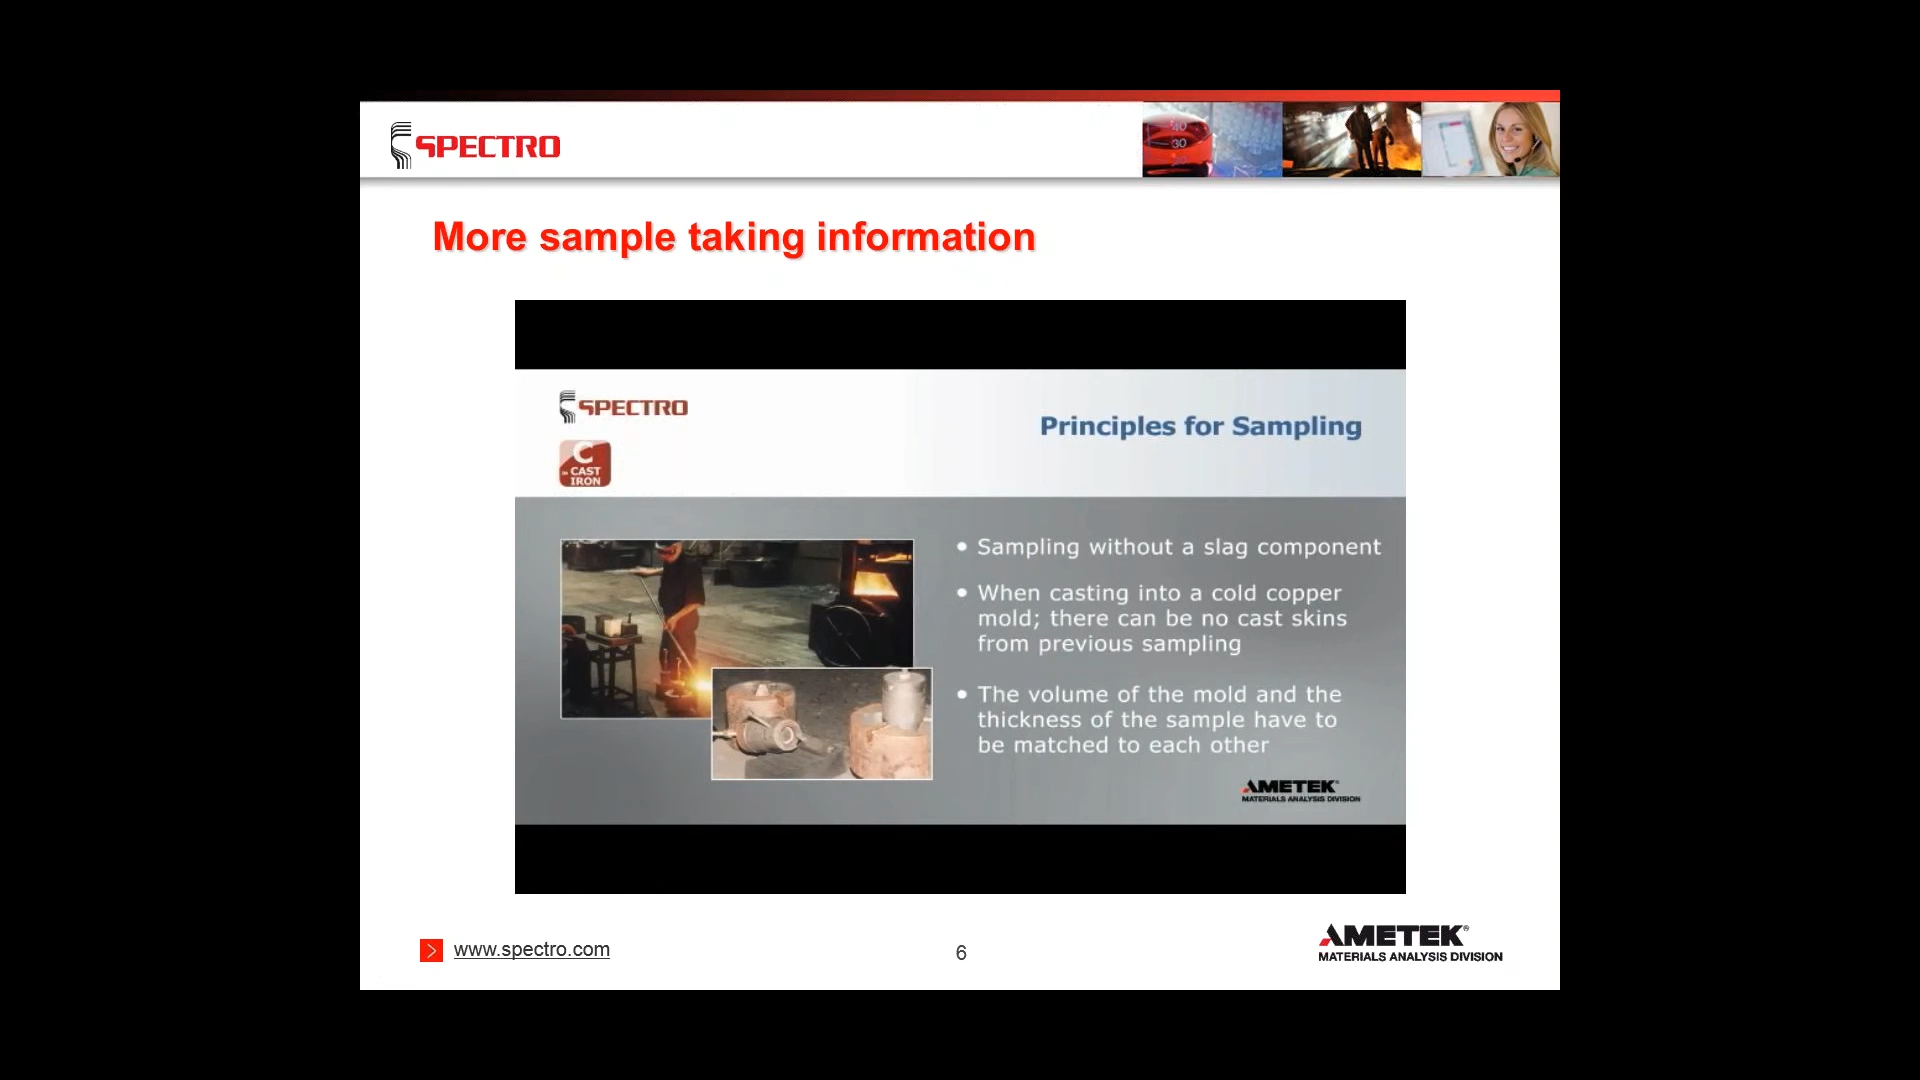 SPECTRO
40
30
More sample taking information
SPECTRO
Principles for Sampling
C
CAST
IRON
• Sampling without a slag component
• When casting into a cold copper
mold; there can be no cast skins
from previous sampling
• The volume of the mold and the
thickness of the sample have to
be matched to each other
AMETEK®
MATERIALS ANALYSIS DIVISION
www.spectro.com
6
AMETEK®
MATERIALS ANALYSIS DIVISION